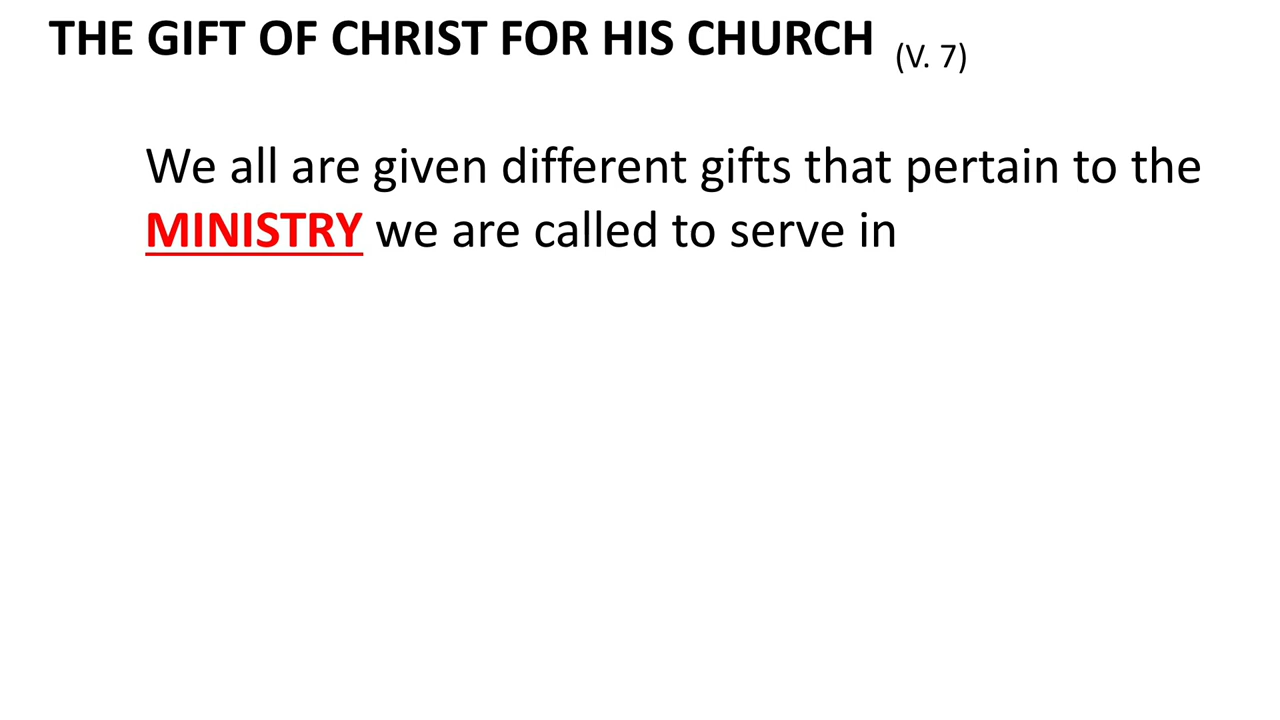 THE GIFT OF CHRIST FOR HIS CHURCH (V. 7)
We all are given different gifts that pertain to the
MINISTRY we are called to serve in